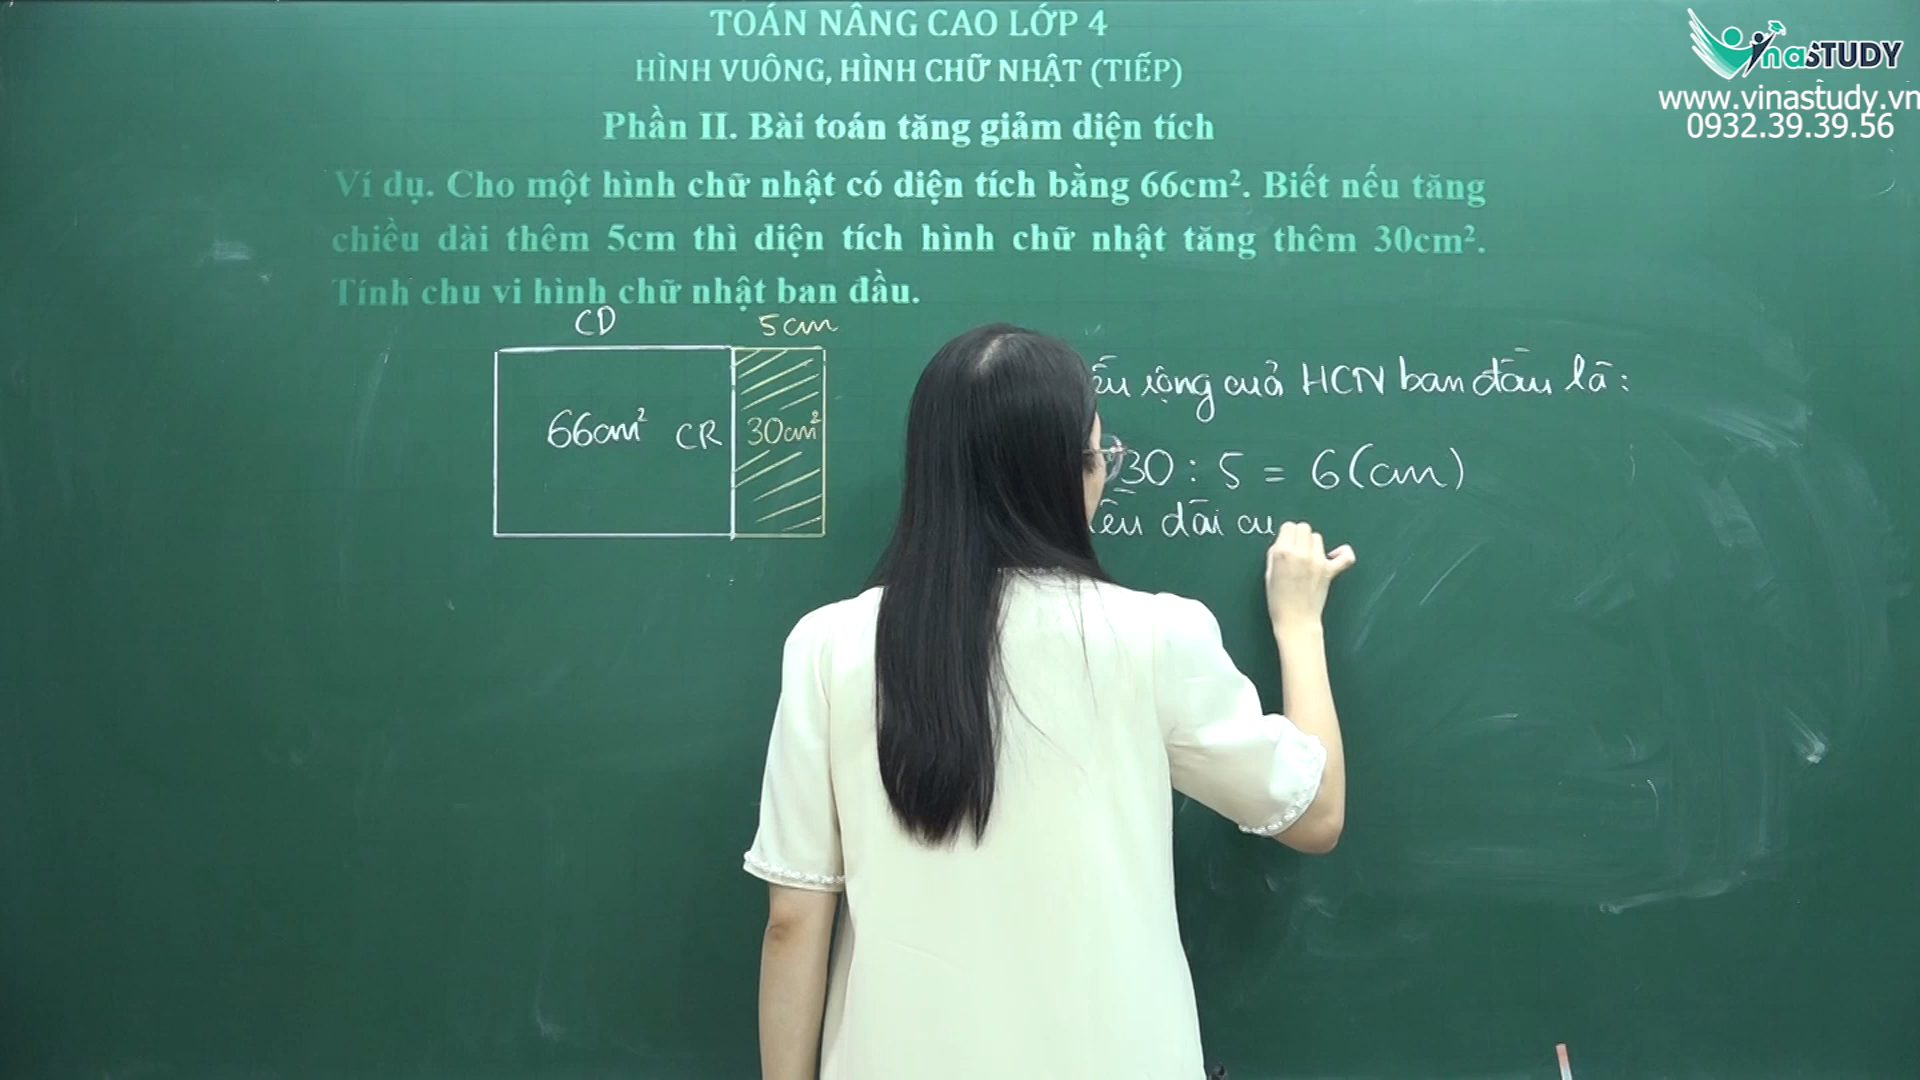 TOÁN NÂNG CAO LỚP 4
HÌNH VUÔNG, HÌNH CHỮ NHẬT (TIẾP)
Phần II. Bài toán tăng giảm diện tích
Ví dụ. Cho một hình chữ nhật có diện tích bằng 66cm². Biết nếu tăng
chiều dài thêm 5cm thì diện tích hình chữ nhật tăng thêm 30cm².
Tính chu vi hình chữ nhật ban đầu.
VinaSTUDY
www.vinastudy.vn
0932.39.39.56
CD
5cm
66cm²
CR
30cm²
rộng của HCN ban đầu là:
30 : 5 = 6 (cm)
dài